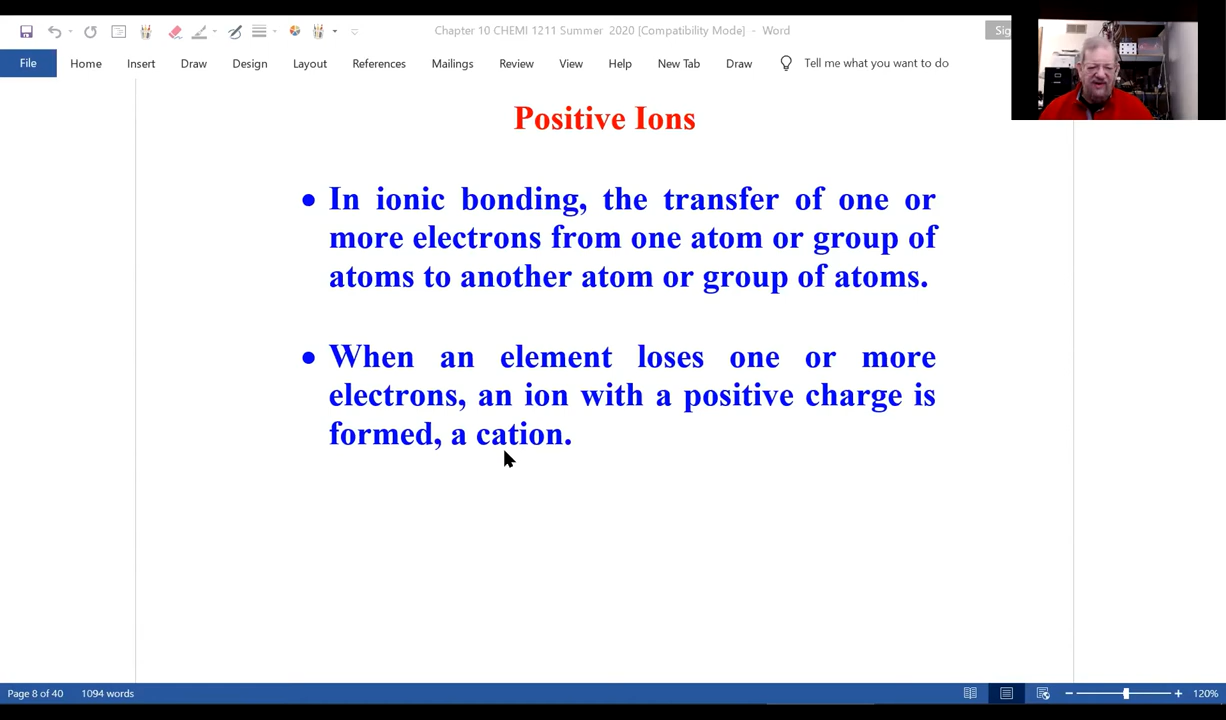 Chapter 10 CHEMI 1211 Summer 2020 [Compatibility Mode] - Word
File Home Insert Draw Design Layout References Mailings Review View Help New Tab Draw Tell me what you want to do
Positive Ions
• In ionic bonding, the transfer of one or
more electrons from one atom or group of
atoms to another atom or group of atoms.
• When an element loses one or more
electrons, an ion with a positive charge is
formed, a cation.
Page 8 of 40 1094 words 120%